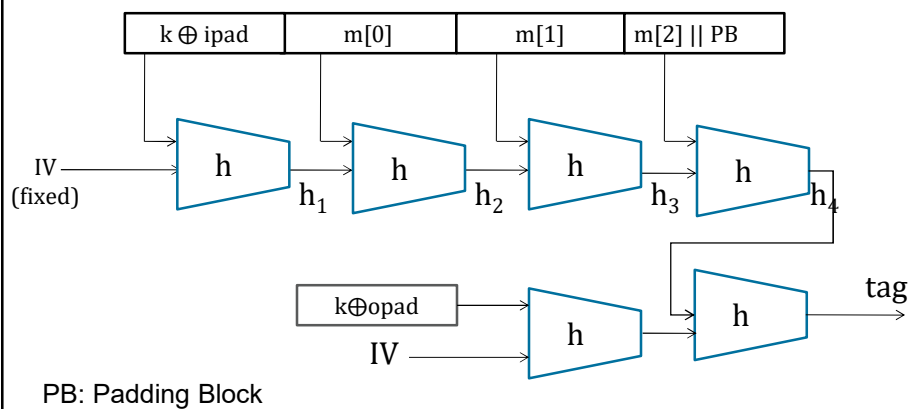 k ⊕ ipad m[0] m[1] m[2] || PB
h h h h
IV
(fixed)
h₁ h₂ h₃ h₄
k⊕opad
h h
tag
IV
PB: Padding Block